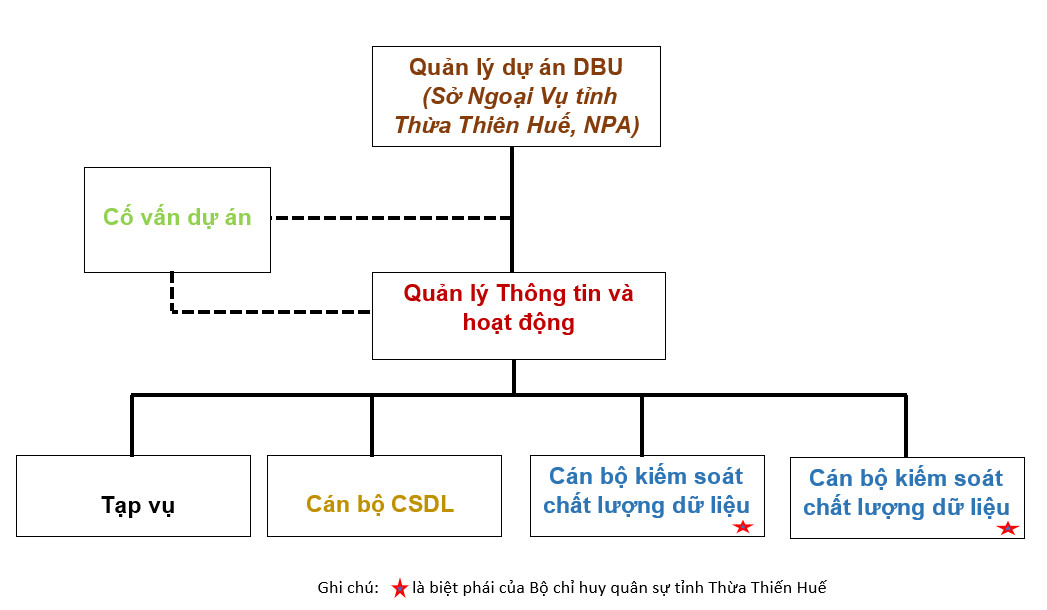 Quản lý dự án DBU
(Sở Ngoại Vụ tỉnh
Thừa Thiên Huế, NPA)
Cố vấn dự án
Quản lý Thông tin và
hoạt động
Tạp vụ
Cán bộ CSDL
Cán bộ kiểm soát
chất lượng dữ liệu
Cán bộ kiểm soát
chất lượng dữ liệu
Ghi chú: là biệt phái của Bộ chỉ huy quân sự tỉnh Thừa Thiến Huế